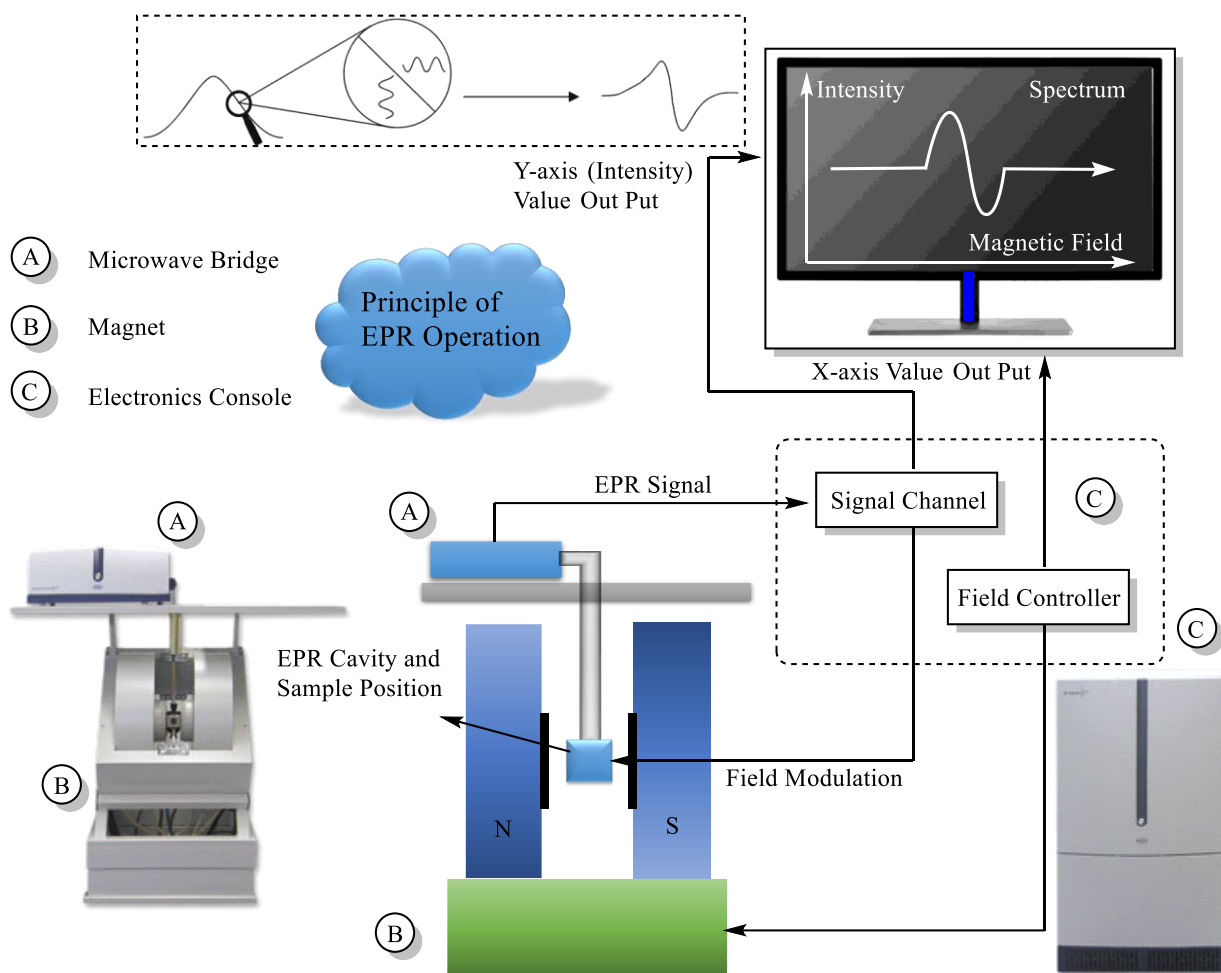 Intensity
Spectrum
Magnetic Field
Y-axis (Intensity)
Value Out Put
A
Microwave Bridge
B
Magnet
C
Electronics Console
Principle of
EPR Operation
X-axis Value Out Put
A
A
EPR Signal
Signal Channel
C
Field Controller
C
EPR Cavity and
Sample Position
B
Field Modulation
N
S
B